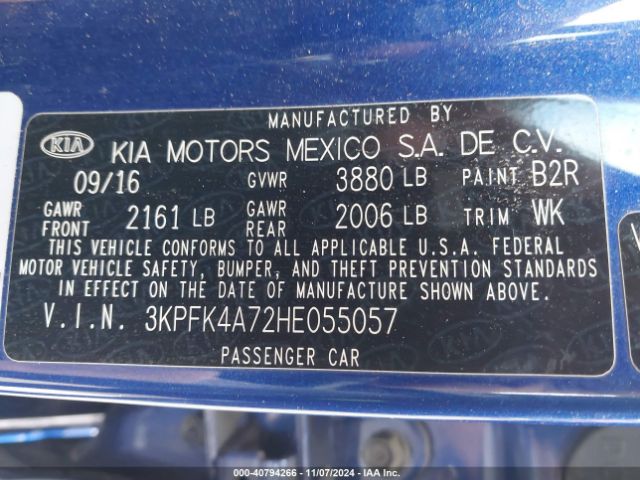 MANUFACTURED BY
KIA KIA MOTORS MEXICO S.A. DE C.V.
09/16 GVWR 3880 LB PAINT B2R
GAWR FRONT 2161 LB GAWR REAR 2006 LB TRIM WK
THIS VEHICLE CONFORMS TO ALL APPLICABLE U.S.A. FEDERAL
MOTOR VEHICLE SAFETY, BUMPER, AND THEFT PREVENTION STANDARDS
IN EFFECT ON THE DATE OF MANUFACTURE SHOWN ABOVE.
V.I.N. 3KPFK4A72HE055057
PASSENGER CAR
000-40794266 - 11/07/2024 - IAA Inc.